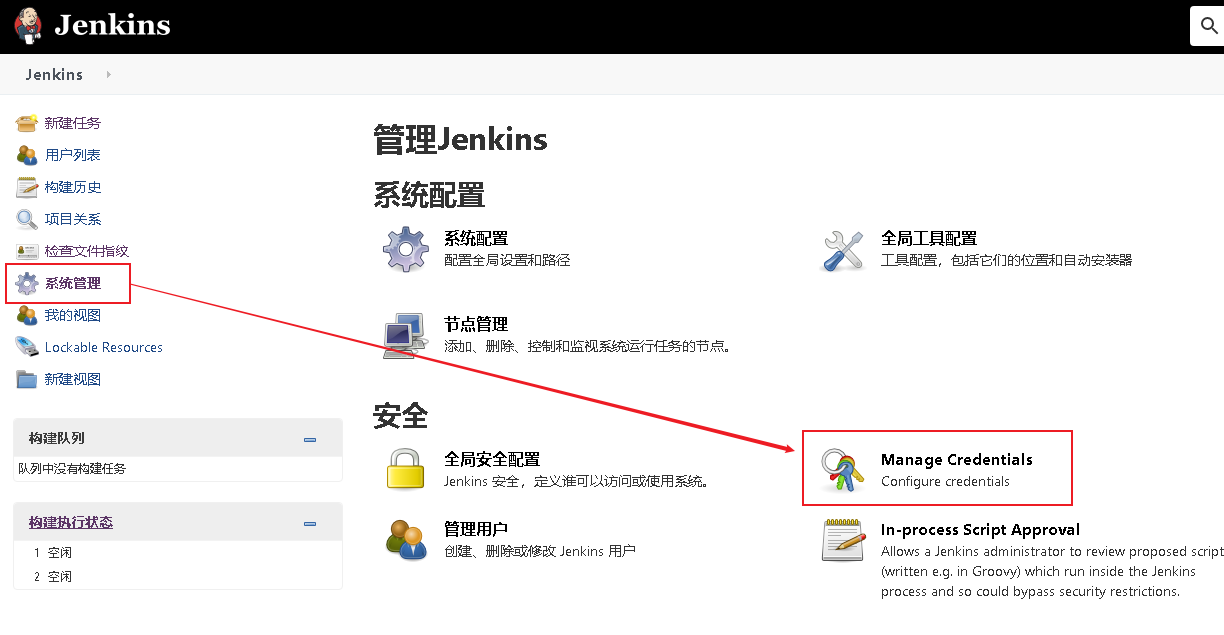 Jenkins
Jenkins
新建任务
用户列表
构建历史
项目关系
检查文件指纹
系统管理
我的视图
Lockable Resources
新建视图
构建队列
队列中没有构建任务
构建执行状态
1 空闲
2 空闲
管理Jenkins
系统配置
系统配置
配置全局设置和路径
全局工具配置
工具配置，包括它们的位置和自动安装器
节点管理
添加、删除、控制和监视系统运行任务的节点。
安全
全局安全配置
Jenkins 安全，定义谁可以访问或使用系统。
Manage Credentials
Configure credentials
管理用户
创建、删除或修改 Jenkins 用户
In-process Script Approval
Allows a Jenkins administrator to review proposed script
(written e.g. in Groovy) which run inside the Jenkins
process and so could bypass security restrictions.